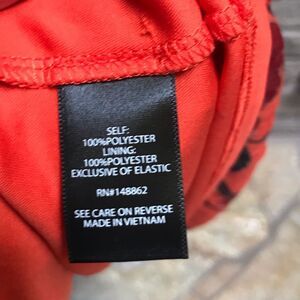 SELF:
100%POLYESTER
LINING:
100%POLYESTER
EXCLUSIVE OF ELASTIC
RN#148862
SEE CARE ON REVERSE
MADE IN VIETNAM